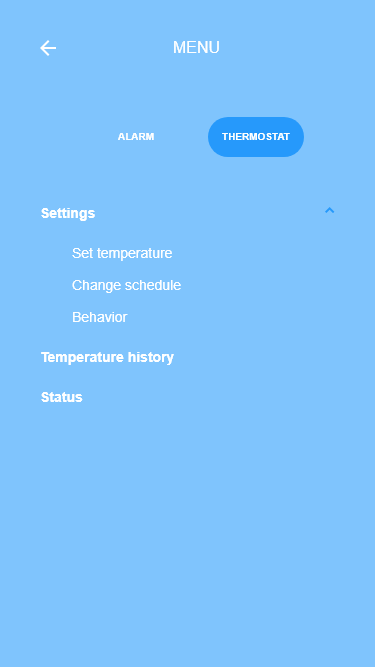 MENU
ALARM
THERMOSTAT
Settings
Set temperature
Change schedule
Behavior
Temperature history
Status